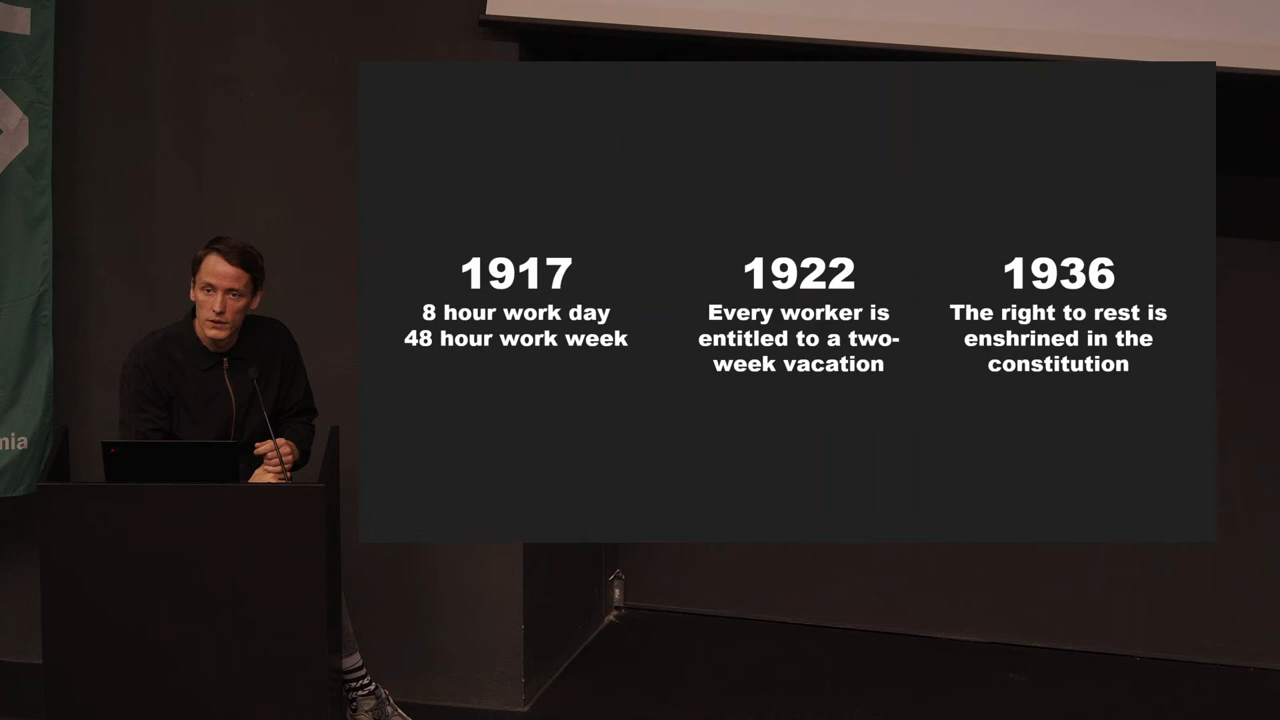 mia
1917
8 hour work day
48 hour work week
1922
Every worker is
entitled to a two-
week vacation
1936
The right to rest is
enshrined in the
constitution